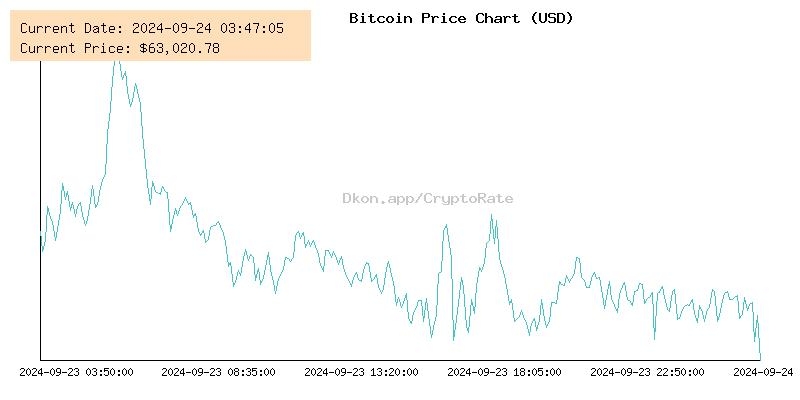 Bitcoin Price Chart (USD)
Current Date: 2024-09-24 03:47:05
Current Price: $63,020.78
Dkon.app/CryptoRate
2024-09-23 03:50:00 2024-09-23 08:35:00 2024-09-23 13:20:00 2024-09-23 18:05:00 2024-09-23 22:50:00 2024-09-24